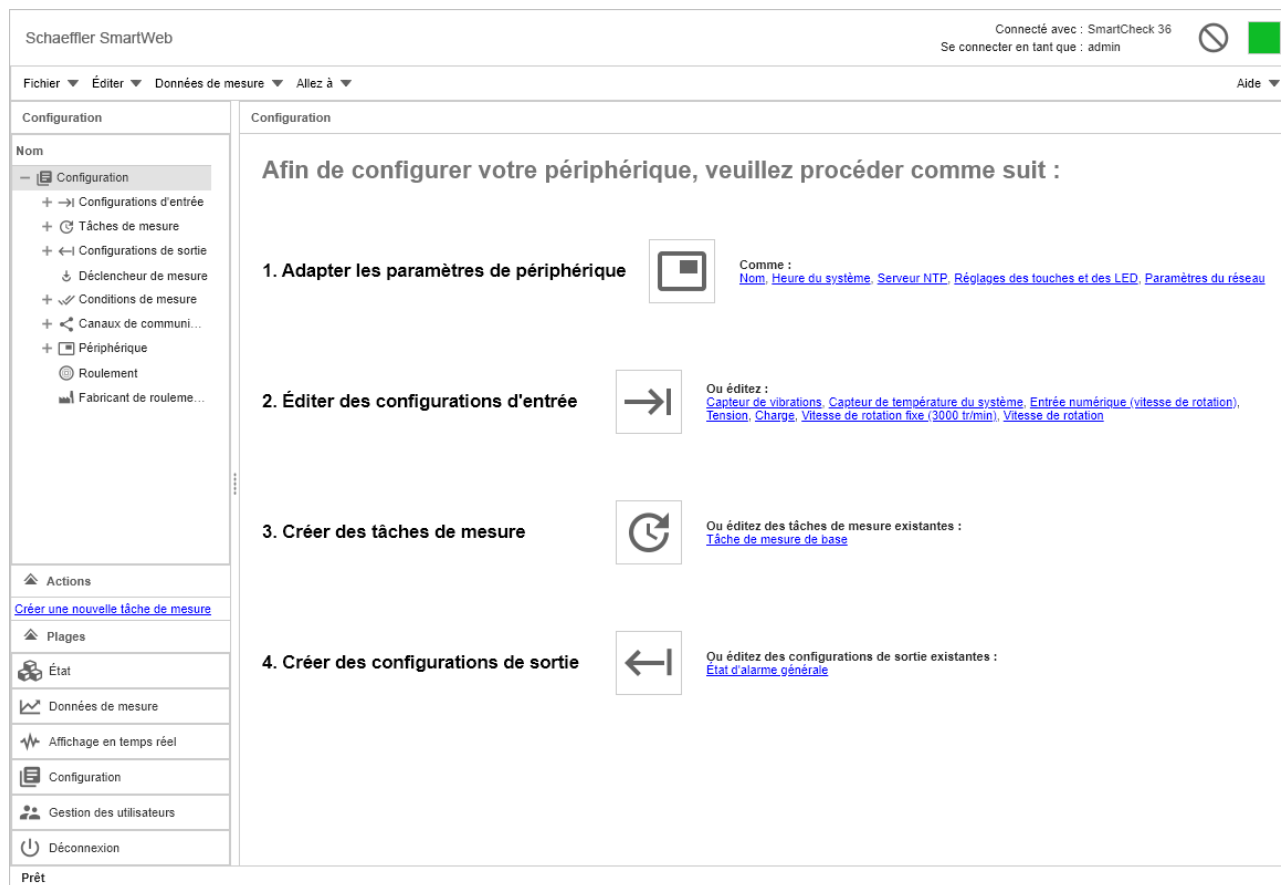 Schaeffler SmartWeb
Connecté avec : SmartCheck 36
Se connecter en tant que : admin
Fichier Éditer Données de mesure Allez à Aide
Configuration
Nom
Configuration
Configurations d'entrée
Tâches de mesure
Configurations de sortie
Déclencheur de mesure
Conditions de mesure
Canaux de communi...
Périphérique
Roulement
Fabricant de rouleme...
Actions
Créer une nouvelle tâche de mesure
Plages
État
Données de mesure
Affichage en temps réel
Configuration
Gestion des utilisateurs
Déconnexion
Configuration
Afin de configurer votre périphérique, veuillez procéder comme suit :
1. Adapter les paramètres de périphérique
Comme :
Nom, Heure du système, Serveur NTP, Réglages des touches et des LED, Paramètres du réseau
2. Éditer des configurations d'entrée
Ou éditez :
Capteur de vibrations, Capteur de température du système, Entrée numérique (vitesse de rotation),
Tension, Charge, Vitesse de rotation fixe (3000 tr/min), Vitesse de rotation
3. Créer des tâches de mesure
Ou éditez des tâches de mesure existantes :
Tâche de mesure de base
4. Créer des configurations de sortie
Ou éditez des configurations de sortie existantes :
État d'alarme générale
Prêt